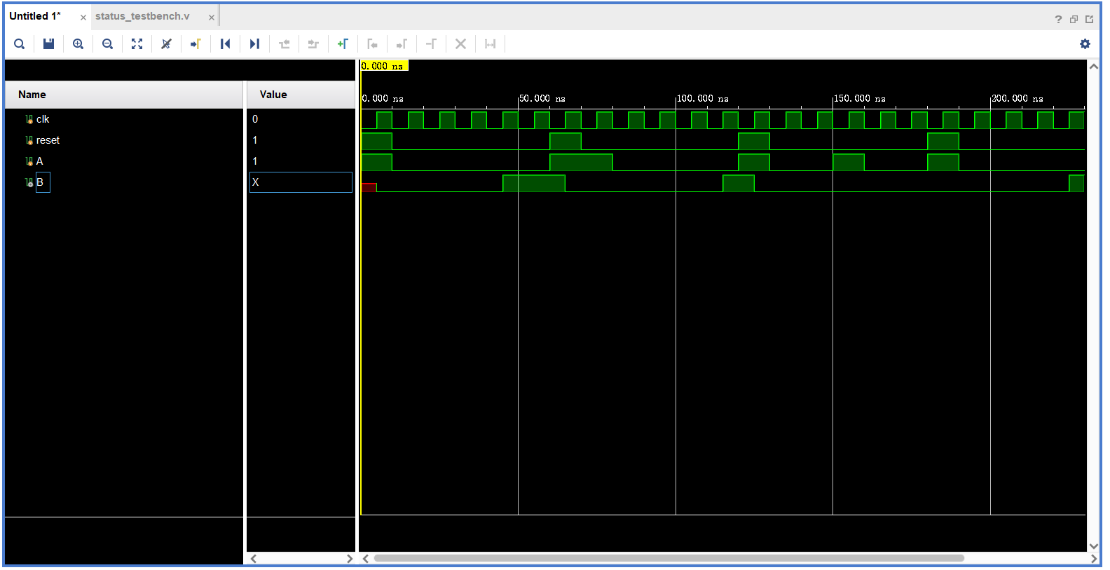 Untitled 1* × status_testbench.v ×
? 
0.000 ns
Name Value
0.000 ns 50.000 ns 100.000 ns 150.000 ns 200.000 ns
clk 0
reset 1
A 1
B X